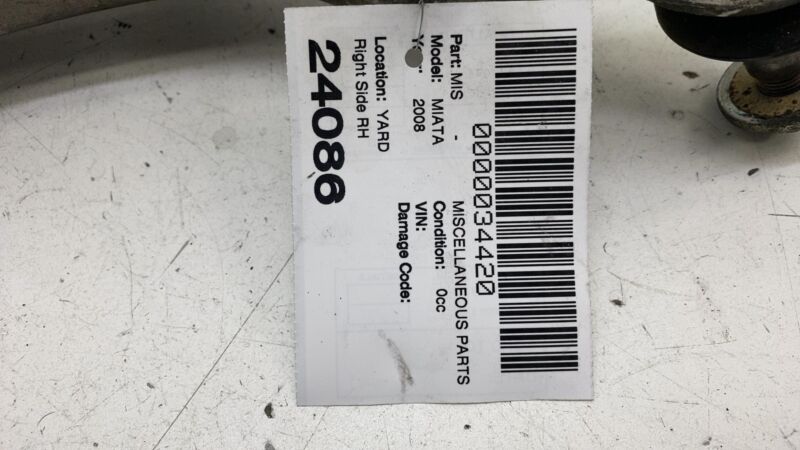 0000034420
Part: MIS - MISCELLANEOUS PARTS
Model: MIATA Condition: 0cc
Year: 2008 VIN:
Damage Code:
Location: YARD
Right Side RH
24086